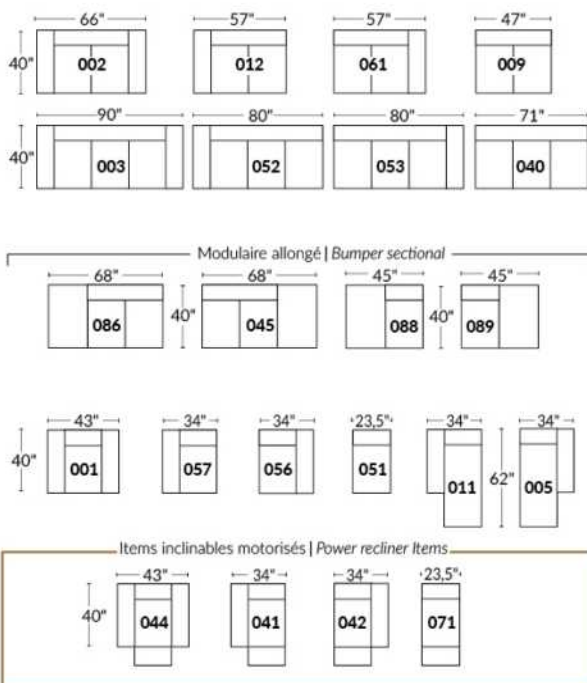 66" 57" 57" 47"
40" 002 012 061 009
90" 80" 80" 71"
40" 003 052 053 040
Modulaire allongé | Bumper sectional
68" 68" 45" 45"
086 40" 045 088 40" 089
43" 34" 34" 23,5" 34" 34"
40" 001 057 056 051 011 62" 005
Items inclinables motorisés | Power recliner Items
43" 34" 34" 23,5"
40" 044 041 042 071